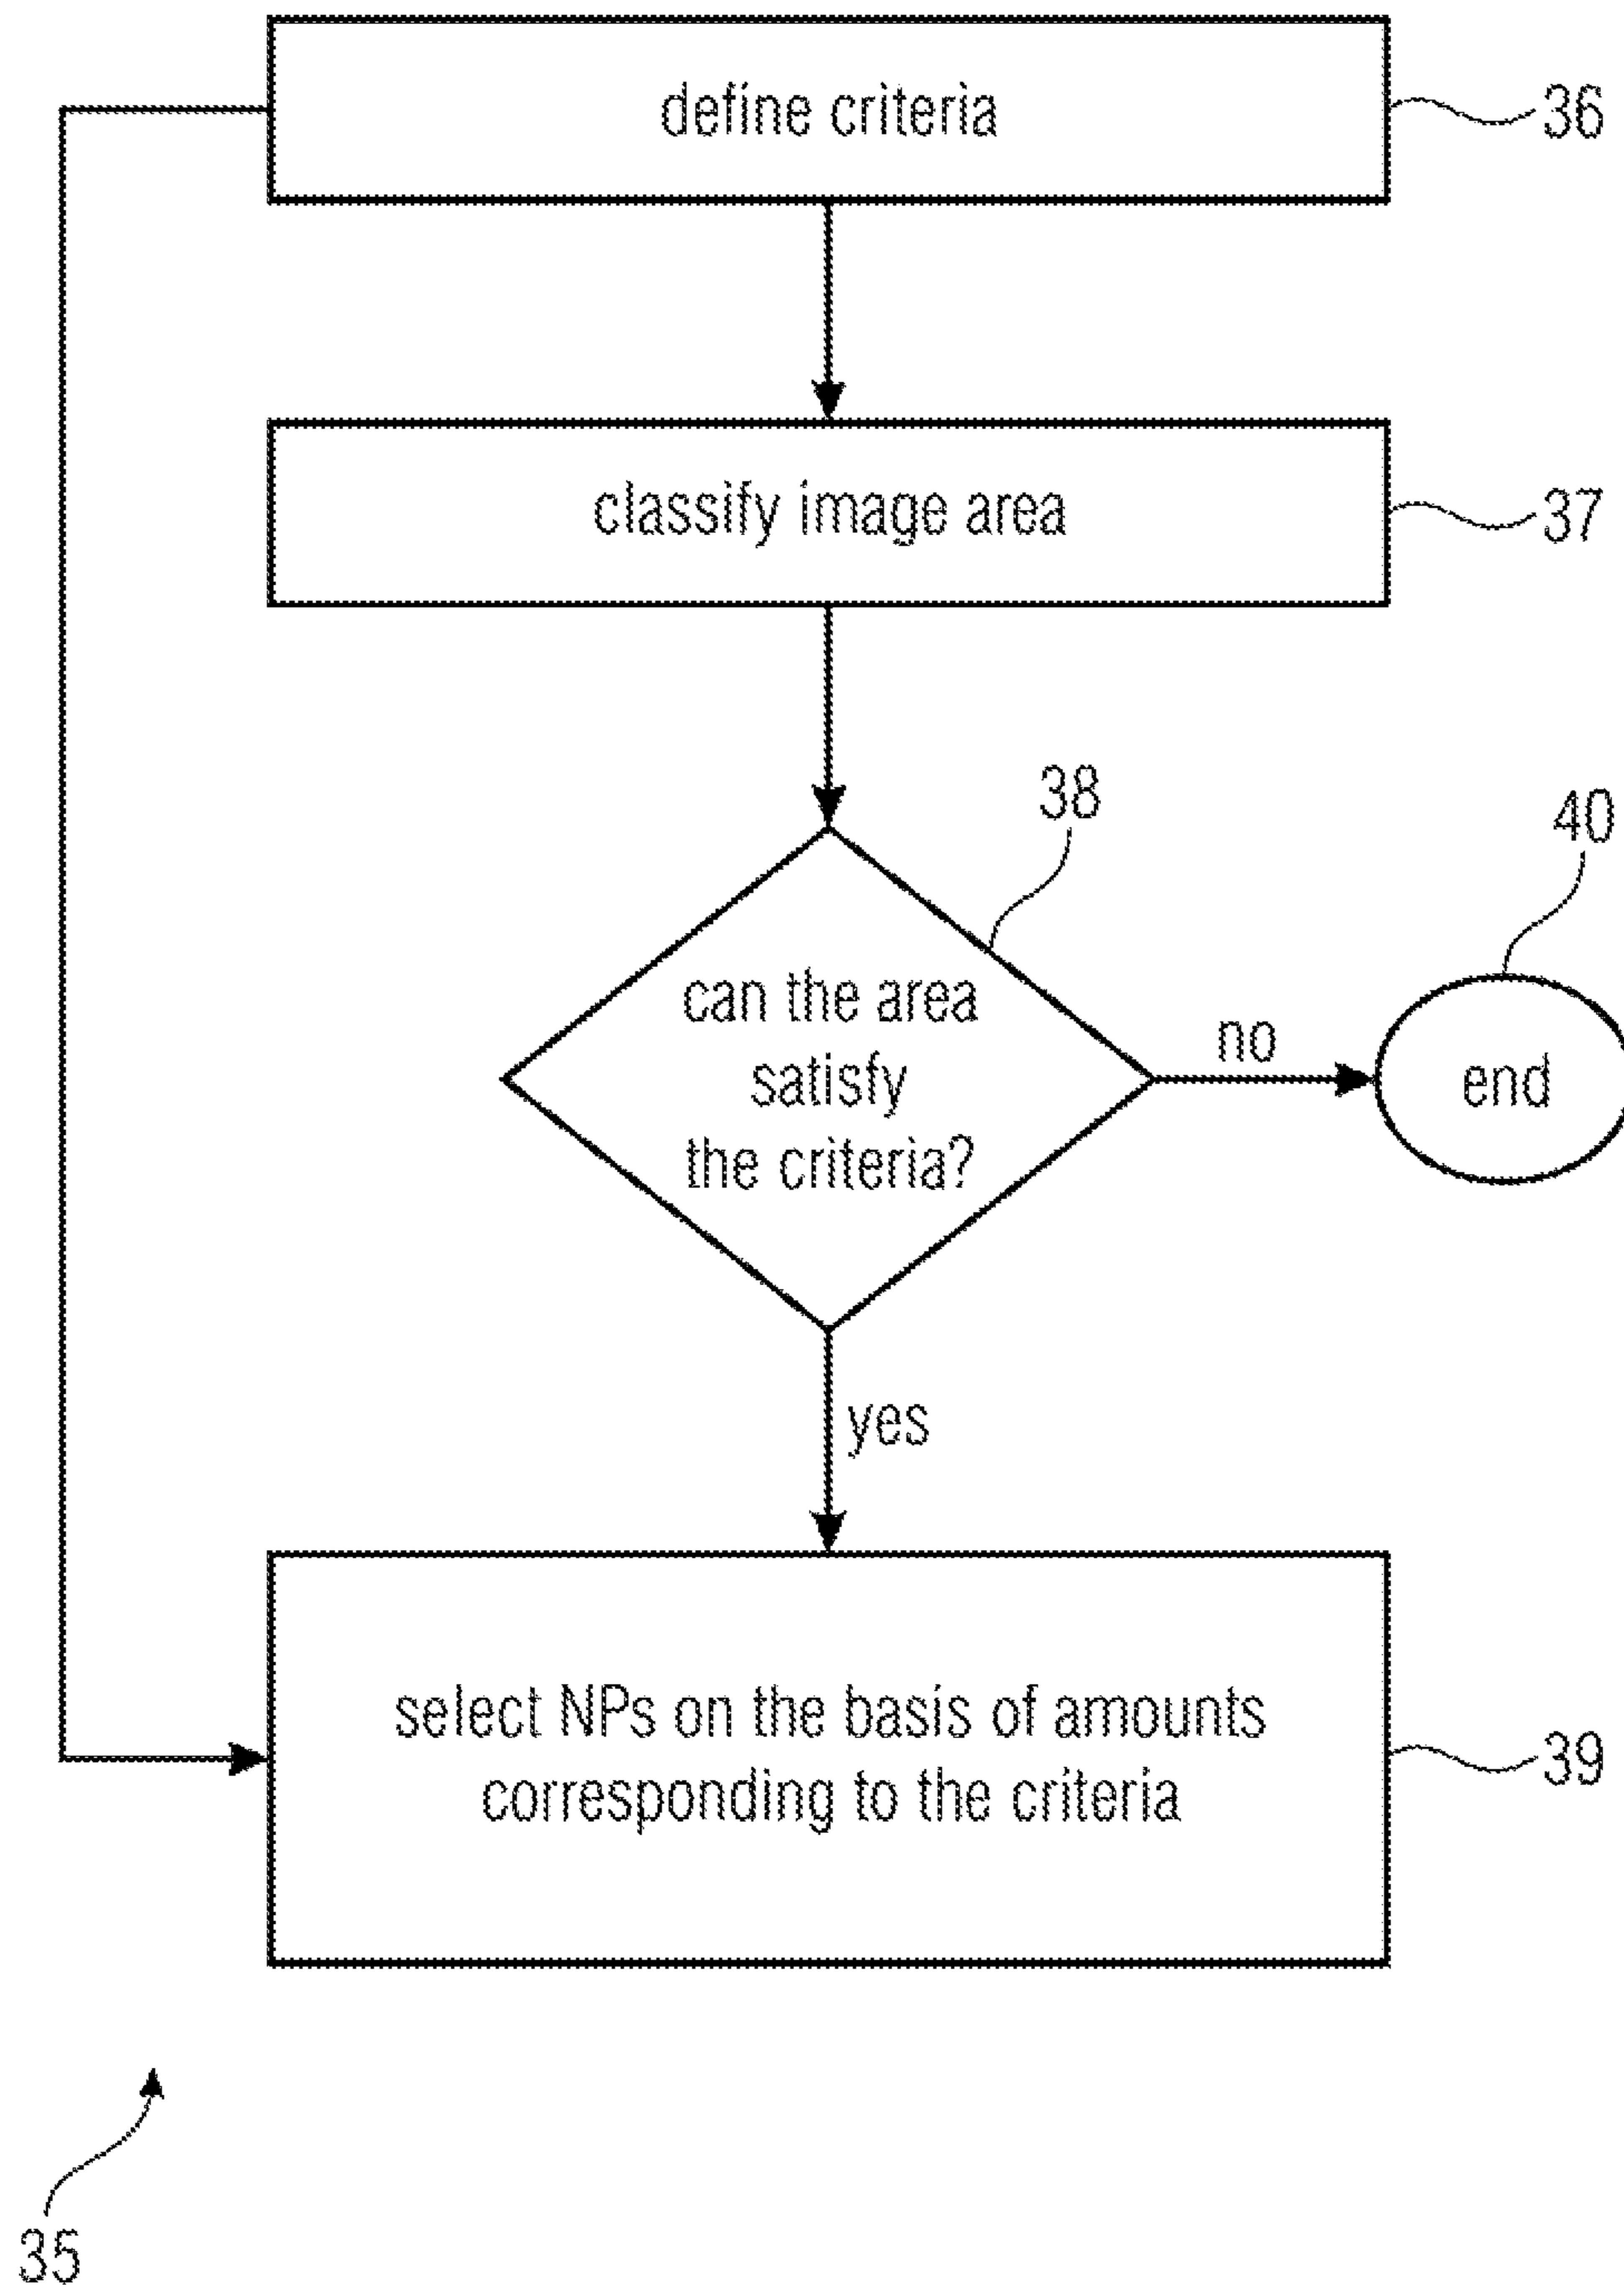 define criteria
36
classify image area
37
38
40
can the area
satisfy
the criteria?
no
end
yes
select NPs on the basis of amounts
corresponding to the criteria
39
35